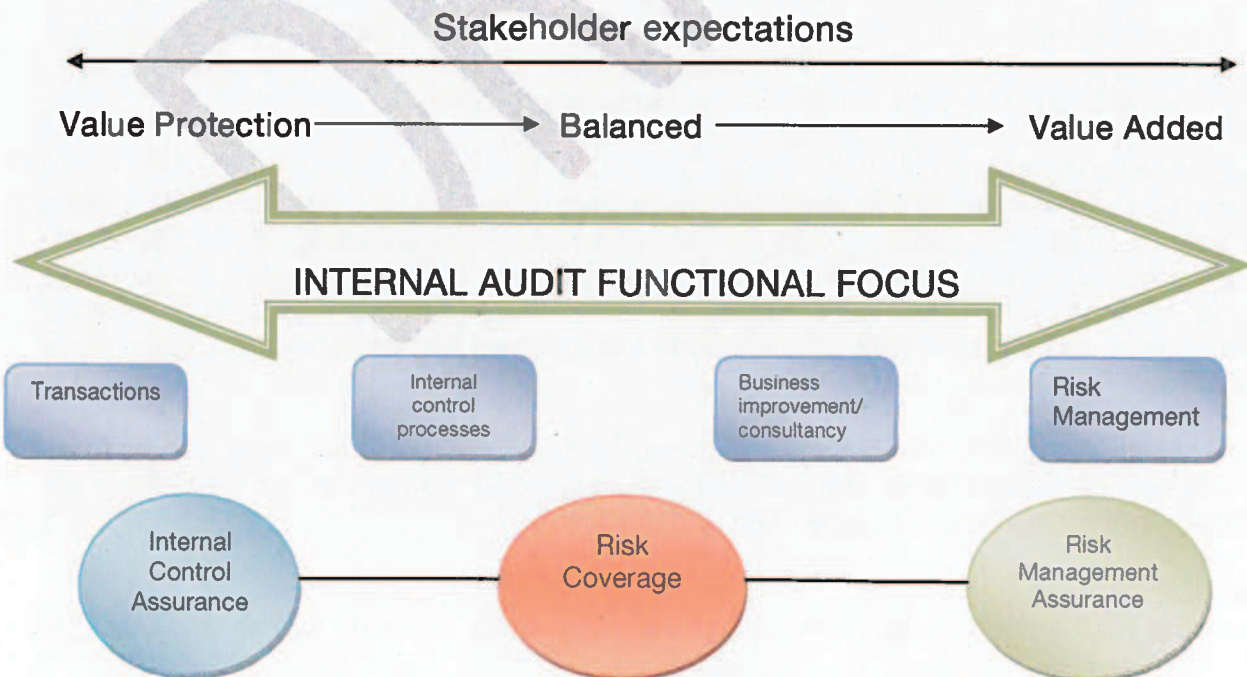 Stakeholder expectations
Value Protection
Balanced
Value Added
INTERNAL AUDIT FUNCTIONAL FOCUS
Transactions
Internal
control
processes
Business
improvement/
consultancy
Risk
Management
Internal
Control
Assurance
Risk
Coverage
Risk
Management
Assurance